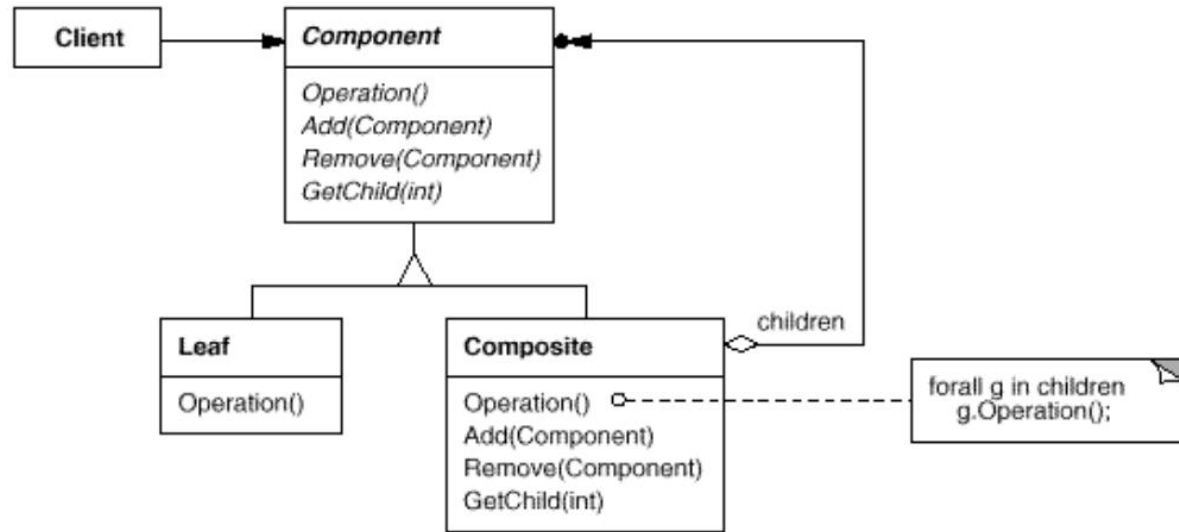 Client
Component
Operation()
Add(Component)
Remove(Component)
GetChild(int)
Leaf
Operation()
Composite
Operation()
Add(Component)
Remove(Component)
GetChild(int)
children
forall g in children
g.Operation();